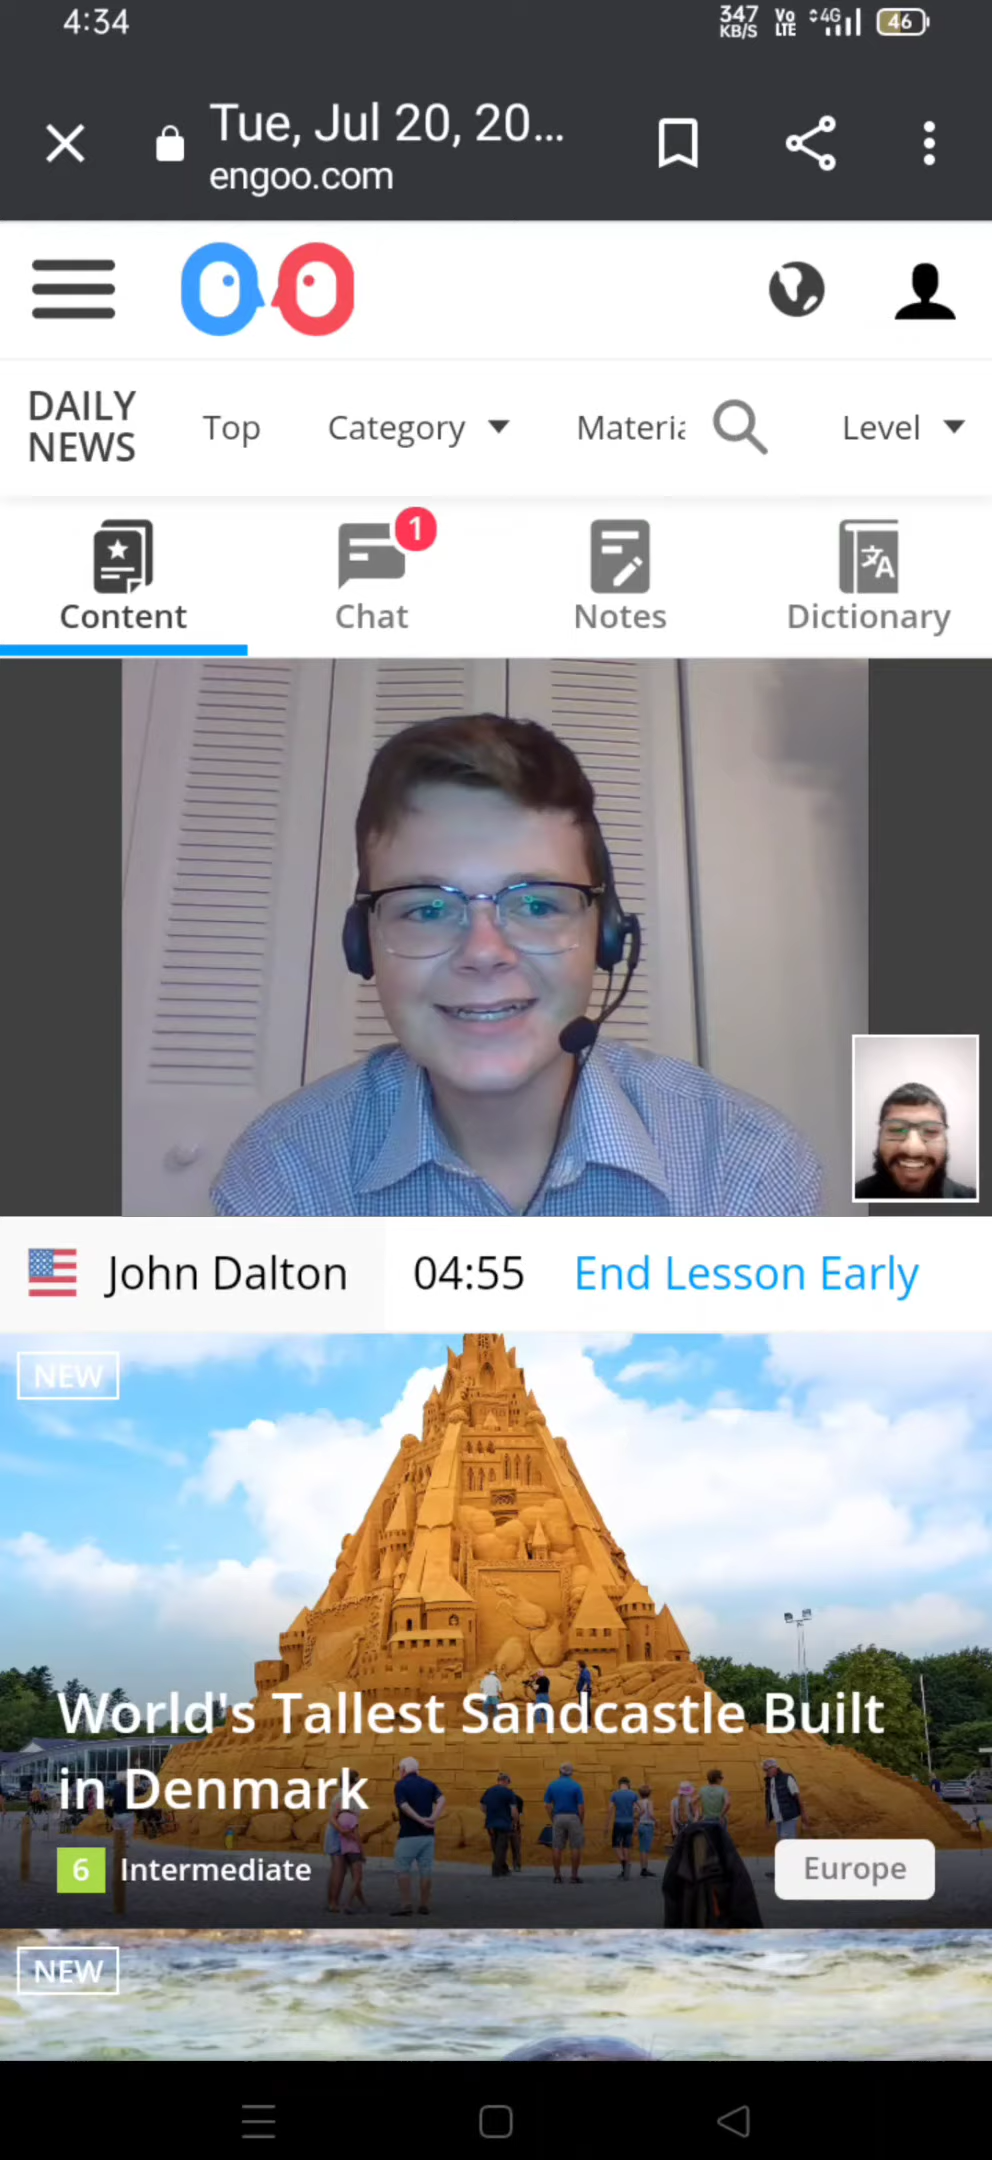 4:34
347
KB/S
Vo
LTE
4G
46
Tue, Jul 20, 20...
engoo.com
DAILY
NEWS
Top
Category
Materia
Level
Content
1
Chat
Notes
Dictionary
John Dalton
04:55
End Lesson Early
NEW
World's Tallest Sandcastle Built
in Denmark
6
Intermediate
Europe
NEW